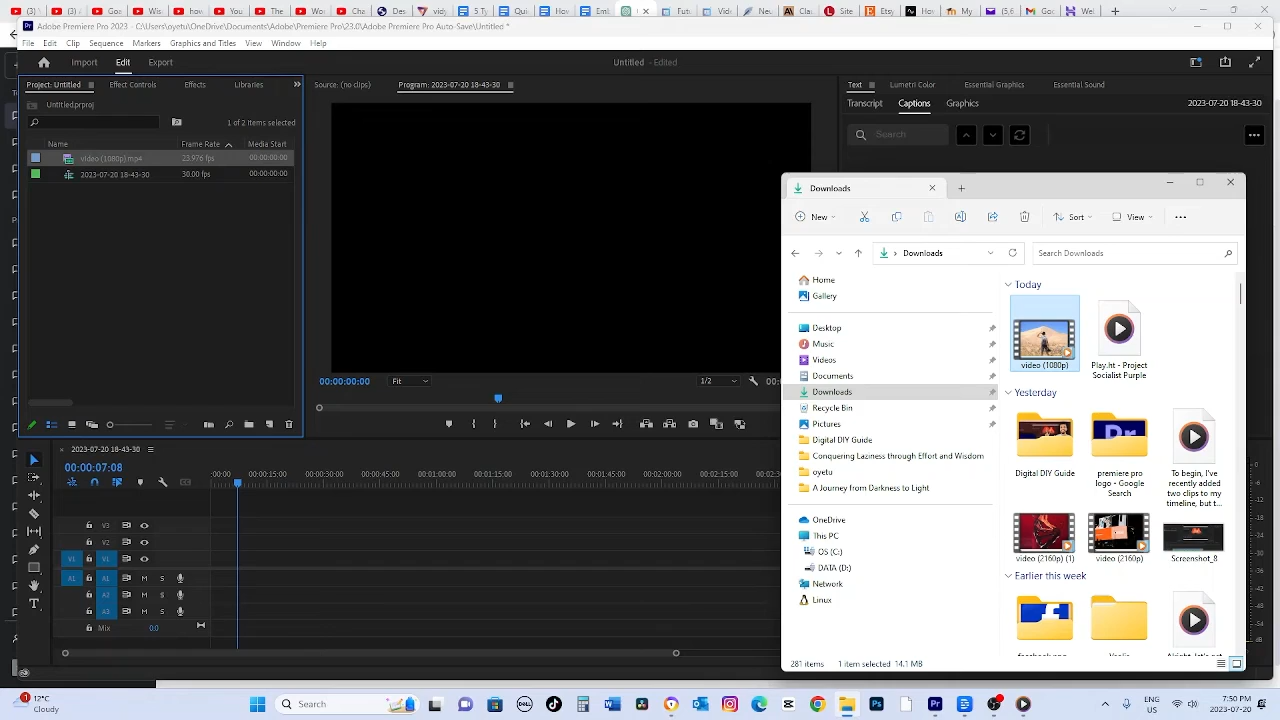 Adobe Premiere Pro 2023 - C:\Users\oyetu\OneDrive\Documents\Adobe\Premiere Pro\23.0\Adobe Premiere Pro Auto-Save\Untitled *
File Edit Clip Sequence Markers Graphics and Titles View Window Help
Import Edit Export
Untitled - Edited
Project: Untitled Effect Controls Effects Libraries
Source: (no clips) Program: 2023-07-20 18-43-30
Text Lumetri Color Essential Graphics Essential Sound
Transcript Captions Graphics 2023-07-20 18-43-30
Untitled.prproj
1 of 2 items selected
Search
Name Frame Rate Media Start
video (1080p).mp4 23.976 fps 00:00:00:00
2023-07-20 18-43-30 30.00 fps 00:00:00:00
00:00:00:00 Fit 1/2
Downloads
New Sort View
Downloads Search Downloads
Home
Gallery
Desktop
Music
Videos
Documents
Downloads
Recycle Bin
Pictures
Digital DIY Guide
Conquering Laziness through Effort and Wisdom
oyetu
A Journey from Darkness to Light
OneDrive
This PC
OS (C:)
DATA (D:)
Network
Linux
Today
video (1080p)
Play.ht - Project Socialist Purple
Yesterday
Digital DIY Guide
premiere pro logo - Google Search
To begin, I've recently added two clips to my timeline, but t...
video (2160p) (1)
video (2160p)
Screenshot_8
Earlier this week
281 items 1 item selected 14.1 MB
2023-07-20 18-43-30
00:00:07:08
:00:00 00:00:15:00 00:00:30:00 00:00:45:00 00:01:00:00 00:01:15:00 00:01:30:00 00:01:45:00 00:02:00:00 00:02:15:00
V3
V2
V1 V1
A1 A1 M S
A2 M S
A3 M S
Mix 0.0
12°C
Cloudy
Search
ENG
US
7:50 PM
2023-07-20